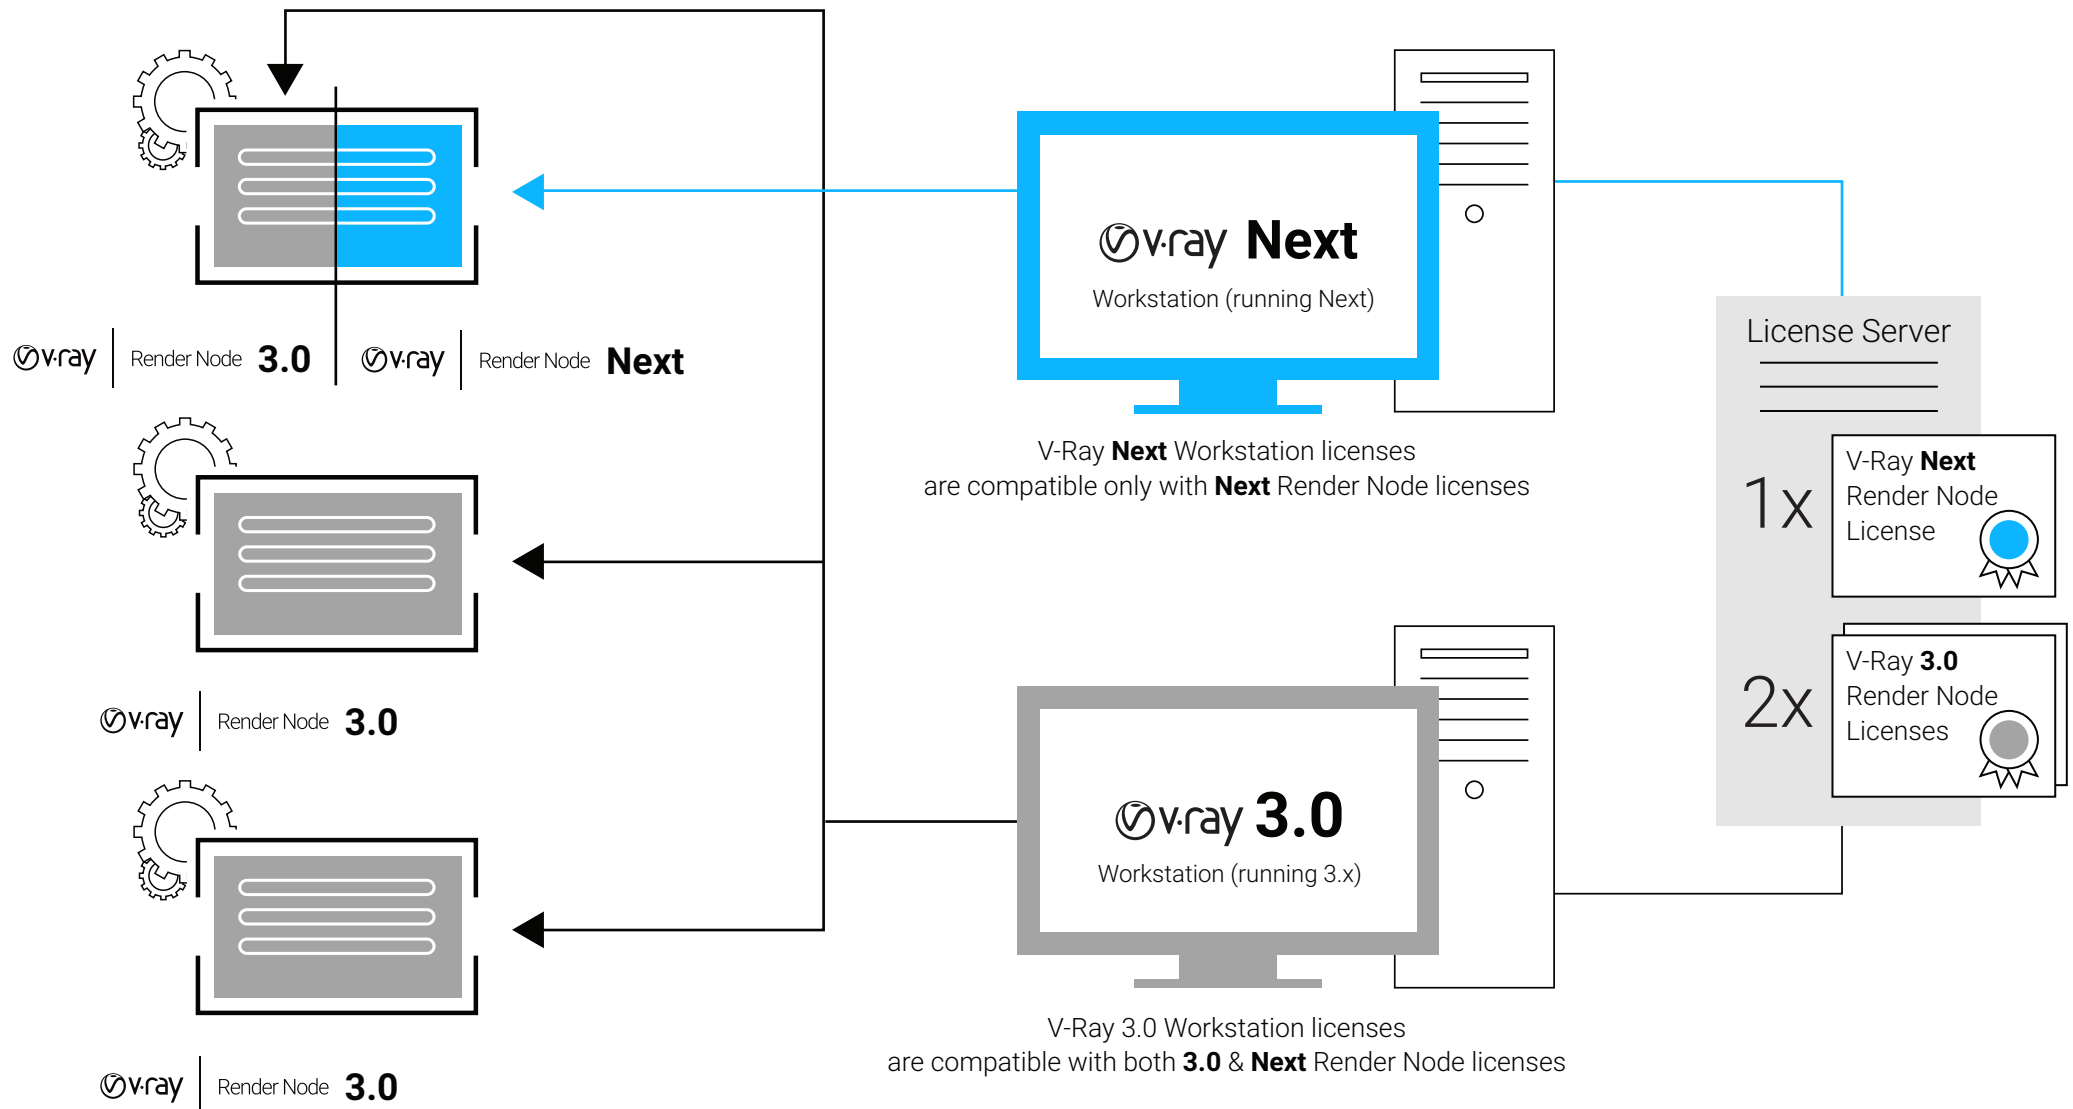 v·ray Next
Workstation (running Next)
V-Ray Next Workstation licenses
are compatible only with Next Render Node licenses
v·ray | Render Node 3.0
v·ray | Render Node Next
License Server
1x
V-Ray Next
Render Node
License
2x
V-Ray 3.0
Render Node
Licenses
v·ray | Render Node 3.0
v·ray 3.0
Workstation (running 3.x)
V-Ray 3.0 Workstation licenses
are compatible with both 3.0 & Next Render Node licenses
v·ray | Render Node 3.0